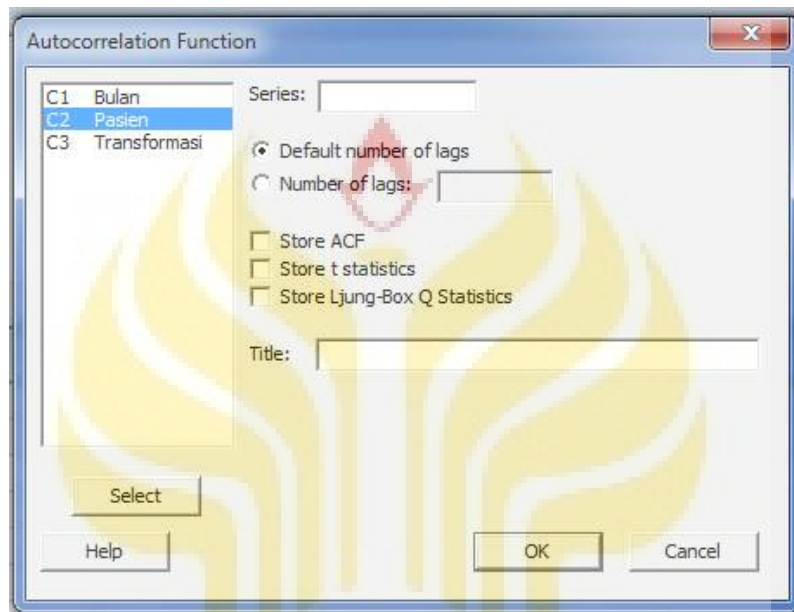 Autocorrelation Function
C1 Bulan
C2 Pasien
C3 Transformasi
Series:
Default number of lags
Number of lags:
Store ACF
Store t statistics
Store Ljung-Box Q Statistics
Title:
Select
Help
OK
Cancel